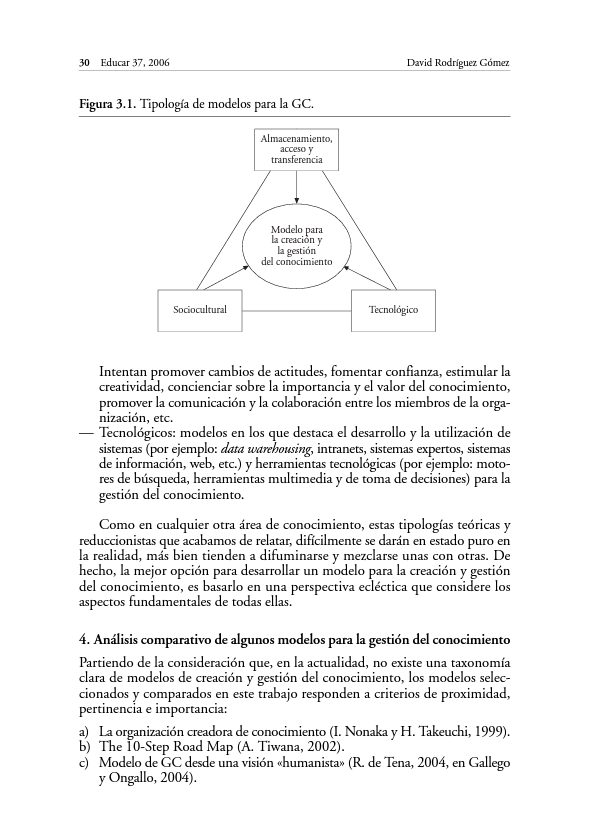 30 Educar 37, 2006 David Rodríguez Gómez
Figura 3.1. Tipología de modelos para la GC.
Almacenamiento,
acceso y
transferencia
Modelo para
la creación y
la gestión
del conocimiento
Sociocultural
Tecnológico
Intentan promover cambios de actitudes, fomentar confianza, estimular la
creatividad, concienciar sobre la importancia y el valor del conocimiento,
promover la comunicación y la colaboración entre los miembros de la orga-
nización, etc.
— Tecnológicos: modelos en los que destaca el desarrollo y la utilización de
sistemas (por ejemplo: data warehousing, intranets, sistemas expertos, sistemas
de información, web, etc.) y herramientas tecnológicas (por ejemplo: moto-
res de búsqueda, herramientas multimedia y de toma de decisiones) para la
gestión del conocimiento.
Como en cualquier otra área de conocimiento, estas tipologías teóricas y
reduccionistas que acabamos de relatar, difícilmente se darán en estado puro en
la realidad, más bien tienden a difuminarse y mezclarse unas con otras. De
hecho, la mejor opción para desarrollar un modelo para la creación y gestión
del conocimiento, es basarlo en una perspectiva ecléctica que considere los
aspectos fundamentales de todas ellas.
4. Análisis comparativo de algunos modelos para la gestión del conocimiento
Partiendo de la consideración que, en la actualidad, no existe una taxonomía
clara de modelos de creación y gestión del conocimiento, los modelos selec-
cionados y comparados en este trabajo responden a criterios de proximidad,
pertinencia e importancia:
a) La organización creadora de conocimiento (I. Nonaka y H. Takeuchi, 1999).
b) The 10-Step Road Map (A. Tiwana, 2002).
c) Modelo de GC desde una visión «humanista» (R. de Tena, 2004, en Gallego
y Ongallo, 2004).